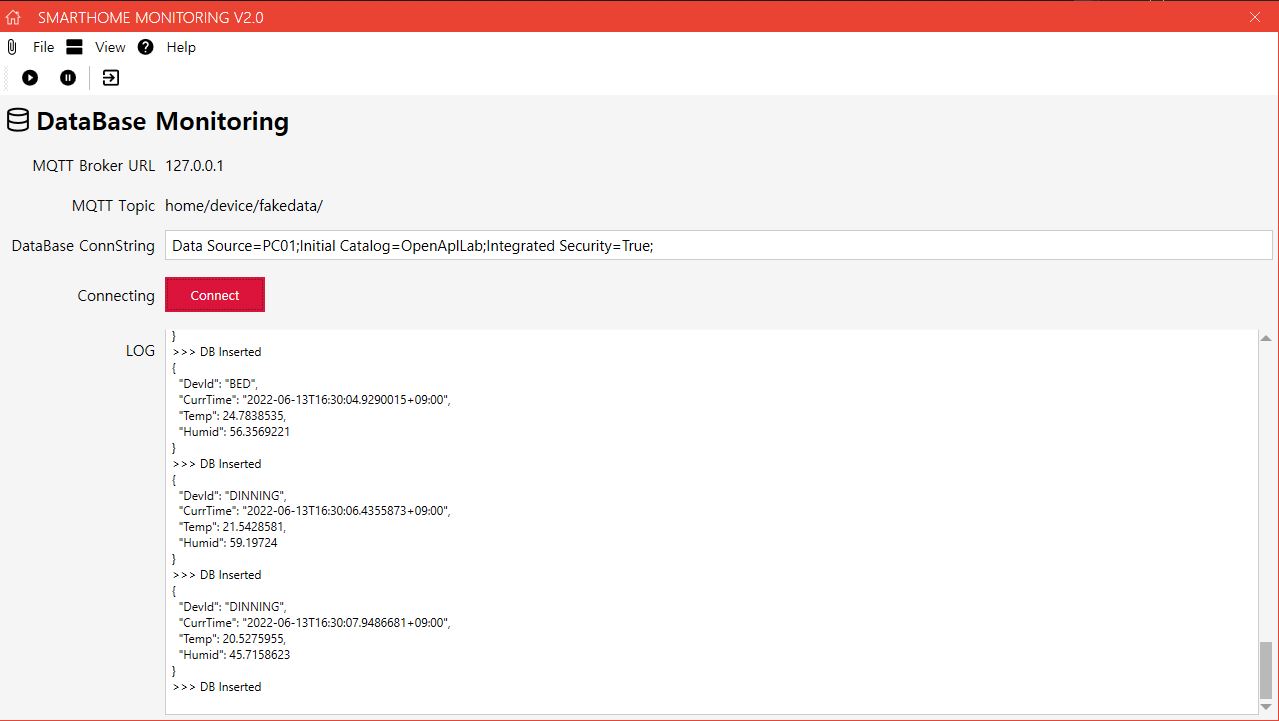 SMARTHOME MONITORING V2.0
File View Help
DataBase Monitoring
MQTT Broker URL 127.0.0.1
MQTT Topic home/device/fakedata/
DataBase ConnString Data Source=PC01;Initial Catalog=OpenApiLab;Integrated Security=True;
Connecting Connect
LOG
}
>>> DB Inserted
{
"DevId": "BED",
"CurrTime": "2022-06-13T16:30:04.9290015+09:00",
"Temp": 24.7838535,
"Humid": 56.3569221
}
>>> DB Inserted
{
"DevId": "DINNING",
"CurrTime": "2022-06-13T16:30:06.4355873+09:00",
"Temp": 21.5428581,
"Humid": 59.19724
}
>>> DB Inserted
{
"DevId": "DINNING",
"CurrTime": "2022-06-13T16:30:07.9486681+09:00",
"Temp": 20.5275955,
"Humid": 45.7158623
}
>>> DB Inserted